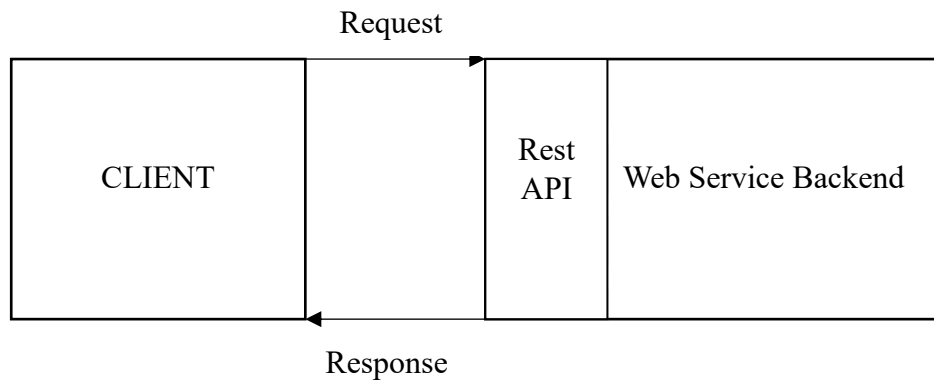 Request
CLIENT
Rest
API
Web Service Backend
Response